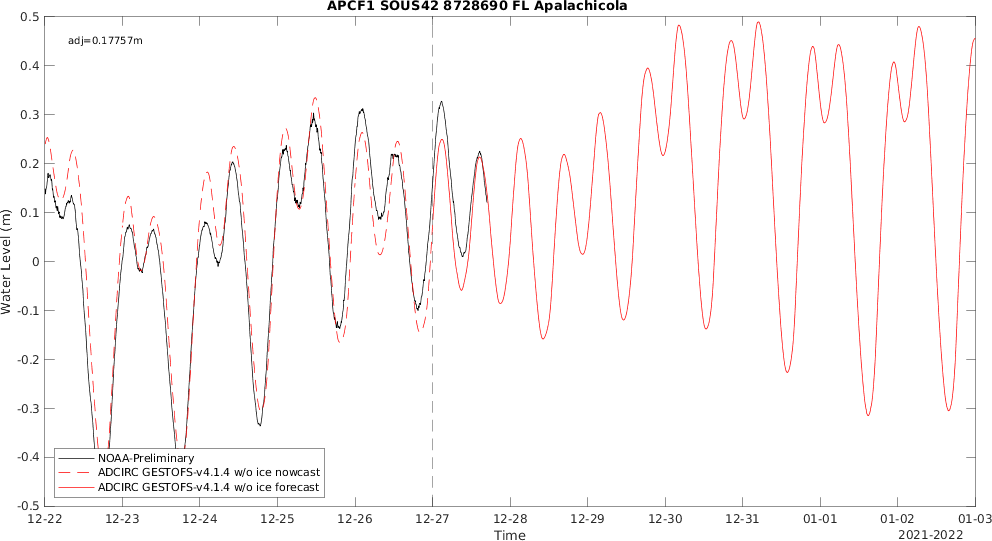 APCF1 SOUS42 8728690 FL Apalachicola
adj=0.17757m
0.5
0.4
0.3
0.2
0.1
0
-0.1
-0.2
-0.3
-0.4
-0.5
Water Level (m)
NOAA-Preliminary
ADCIRC GESTOFS-v4.1.4 w/o ice nowcast
ADCIRC GESTOFS-v4.1.4 w/o ice forecast
12-22 12-23 12-24 12-25 12-26 12-27 12-28 12-29 12-30 12-31 01-01 01-02 01-03
Time
2021-2022